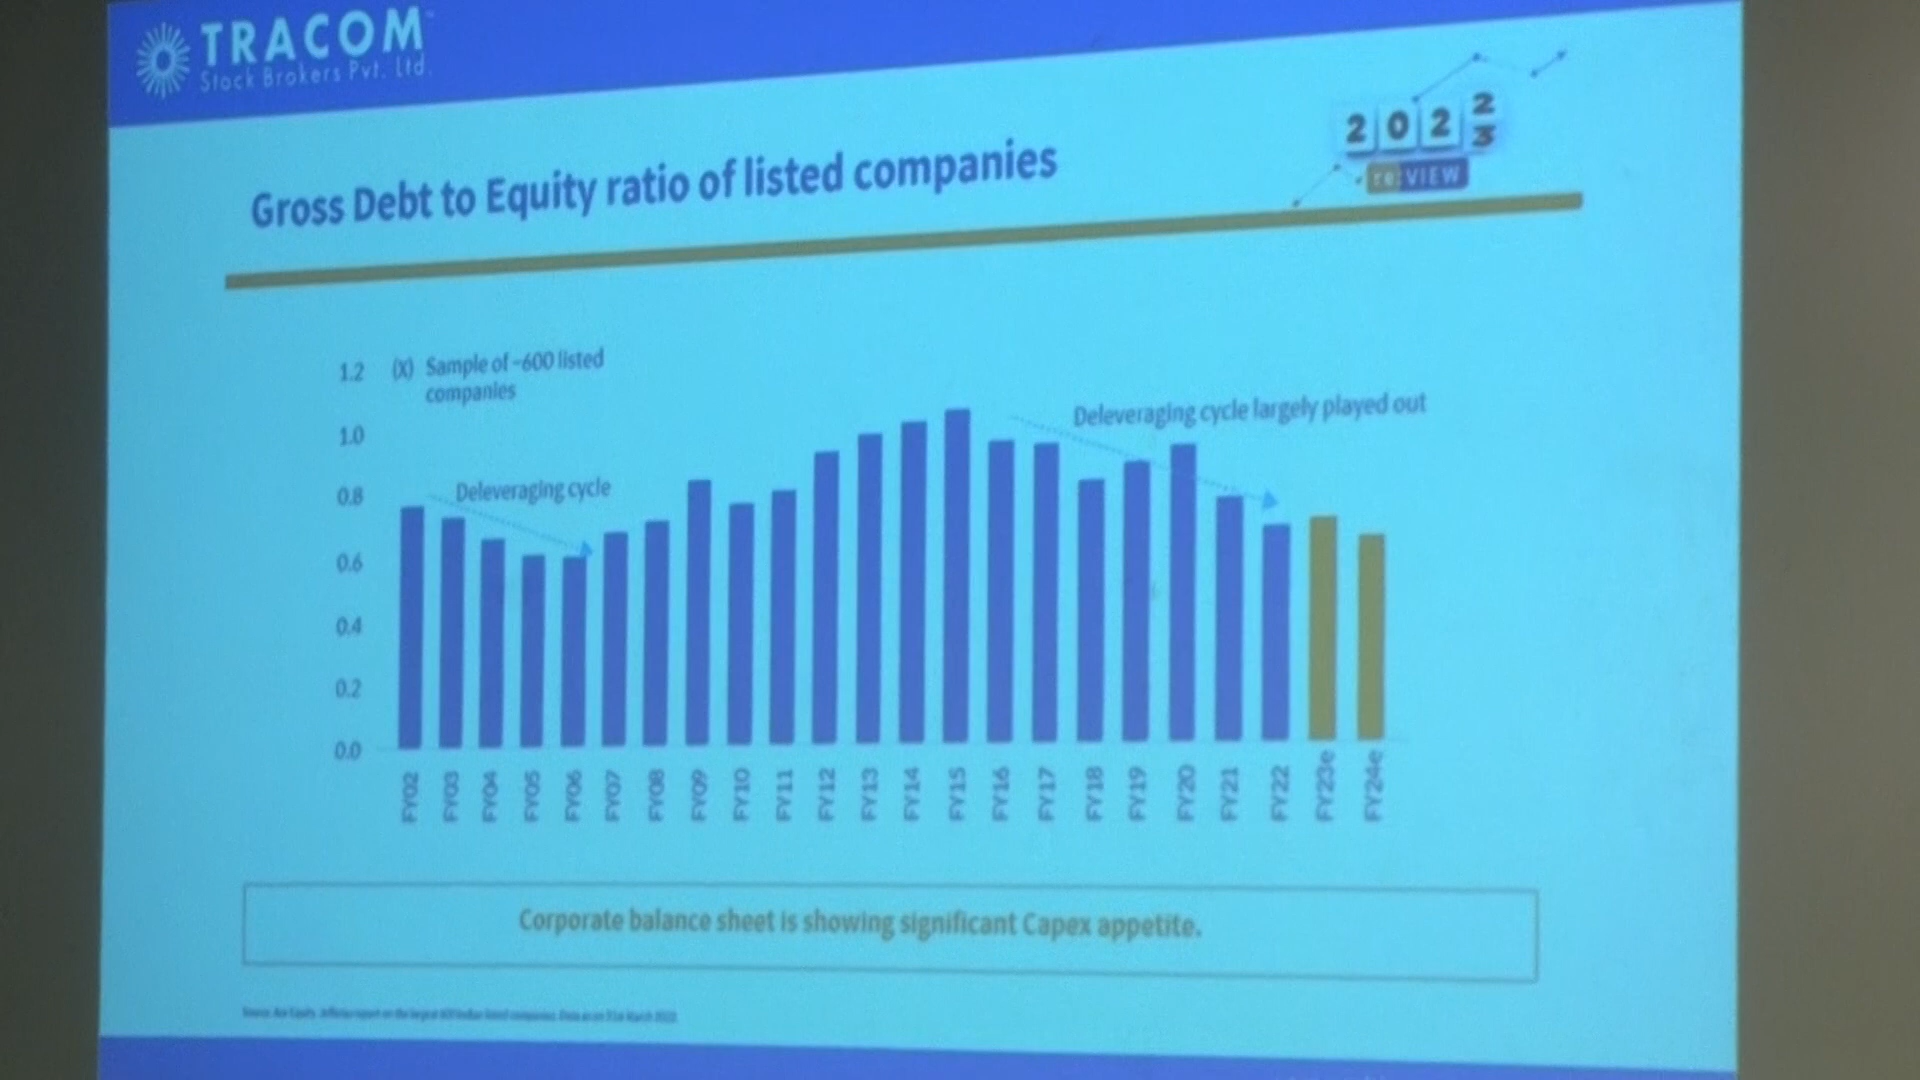 TRACOM
Stock Brokers Pvt. Ltd.
2022
3
re:VIEW
Gross Debt to Equity ratio of listed companies
(X) Sample of ~600 listed
companies
1.2
1.0
0.8
0.6
0.4
0.2
0.0
Deleveraging cycle
Deleveraging cycle largely played out
FY02 FY03 FY04 FY05 FY06 FY07 FY08 FY09 FY10 FY11 FY12 FY13 FY14 FY15 FY16 FY17 FY18 FY19 FY20 FY21 FY22 FY23e FY24e
Corporate balance sheet is showing significant Capex appetite.